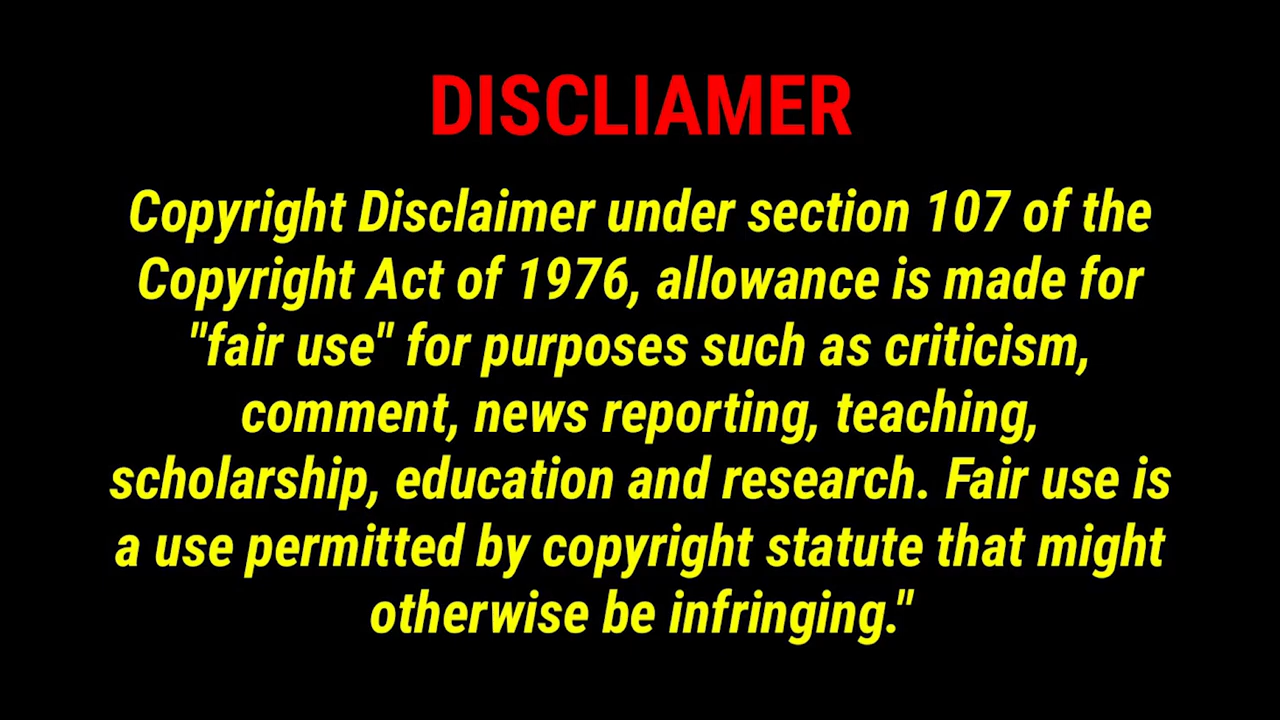 DISCLIAMER
Copyright Disclaimer under section 107 of the
Copyright Act of 1976, allowance is made for
"fair use" for purposes such as criticism,
comment, news reporting, teaching,
scholarship, education and research. Fair use is
a use permitted by copyright statute that might
otherwise be infringing."